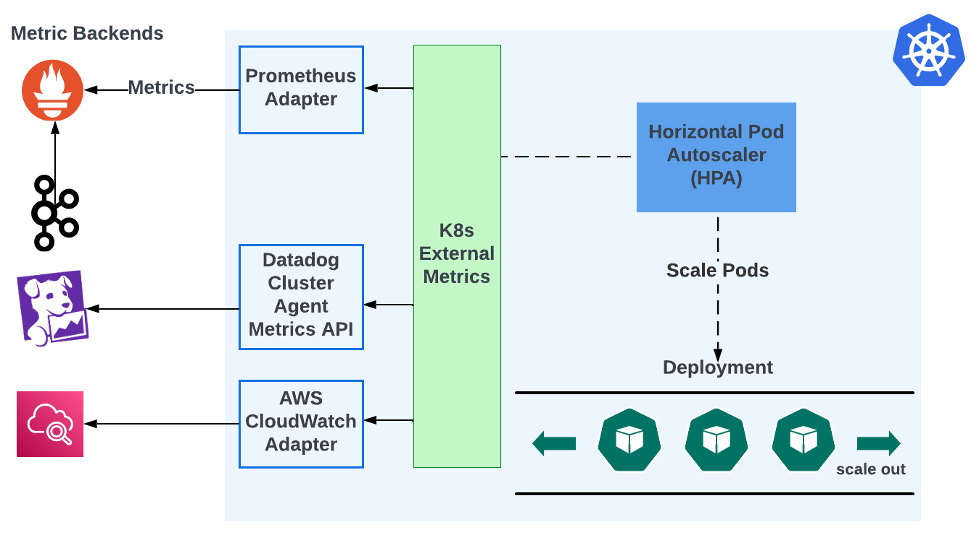 Metric Backends
Metrics
Prometheus
Adapter
Datadog
Cluster
Agent
Metrics API
AWS
CloudWatch
Adapter
K8s
External
Metrics
Horizontal Pod
Autoscaler
(HPA)
Scale Pods
Deployment
scale out